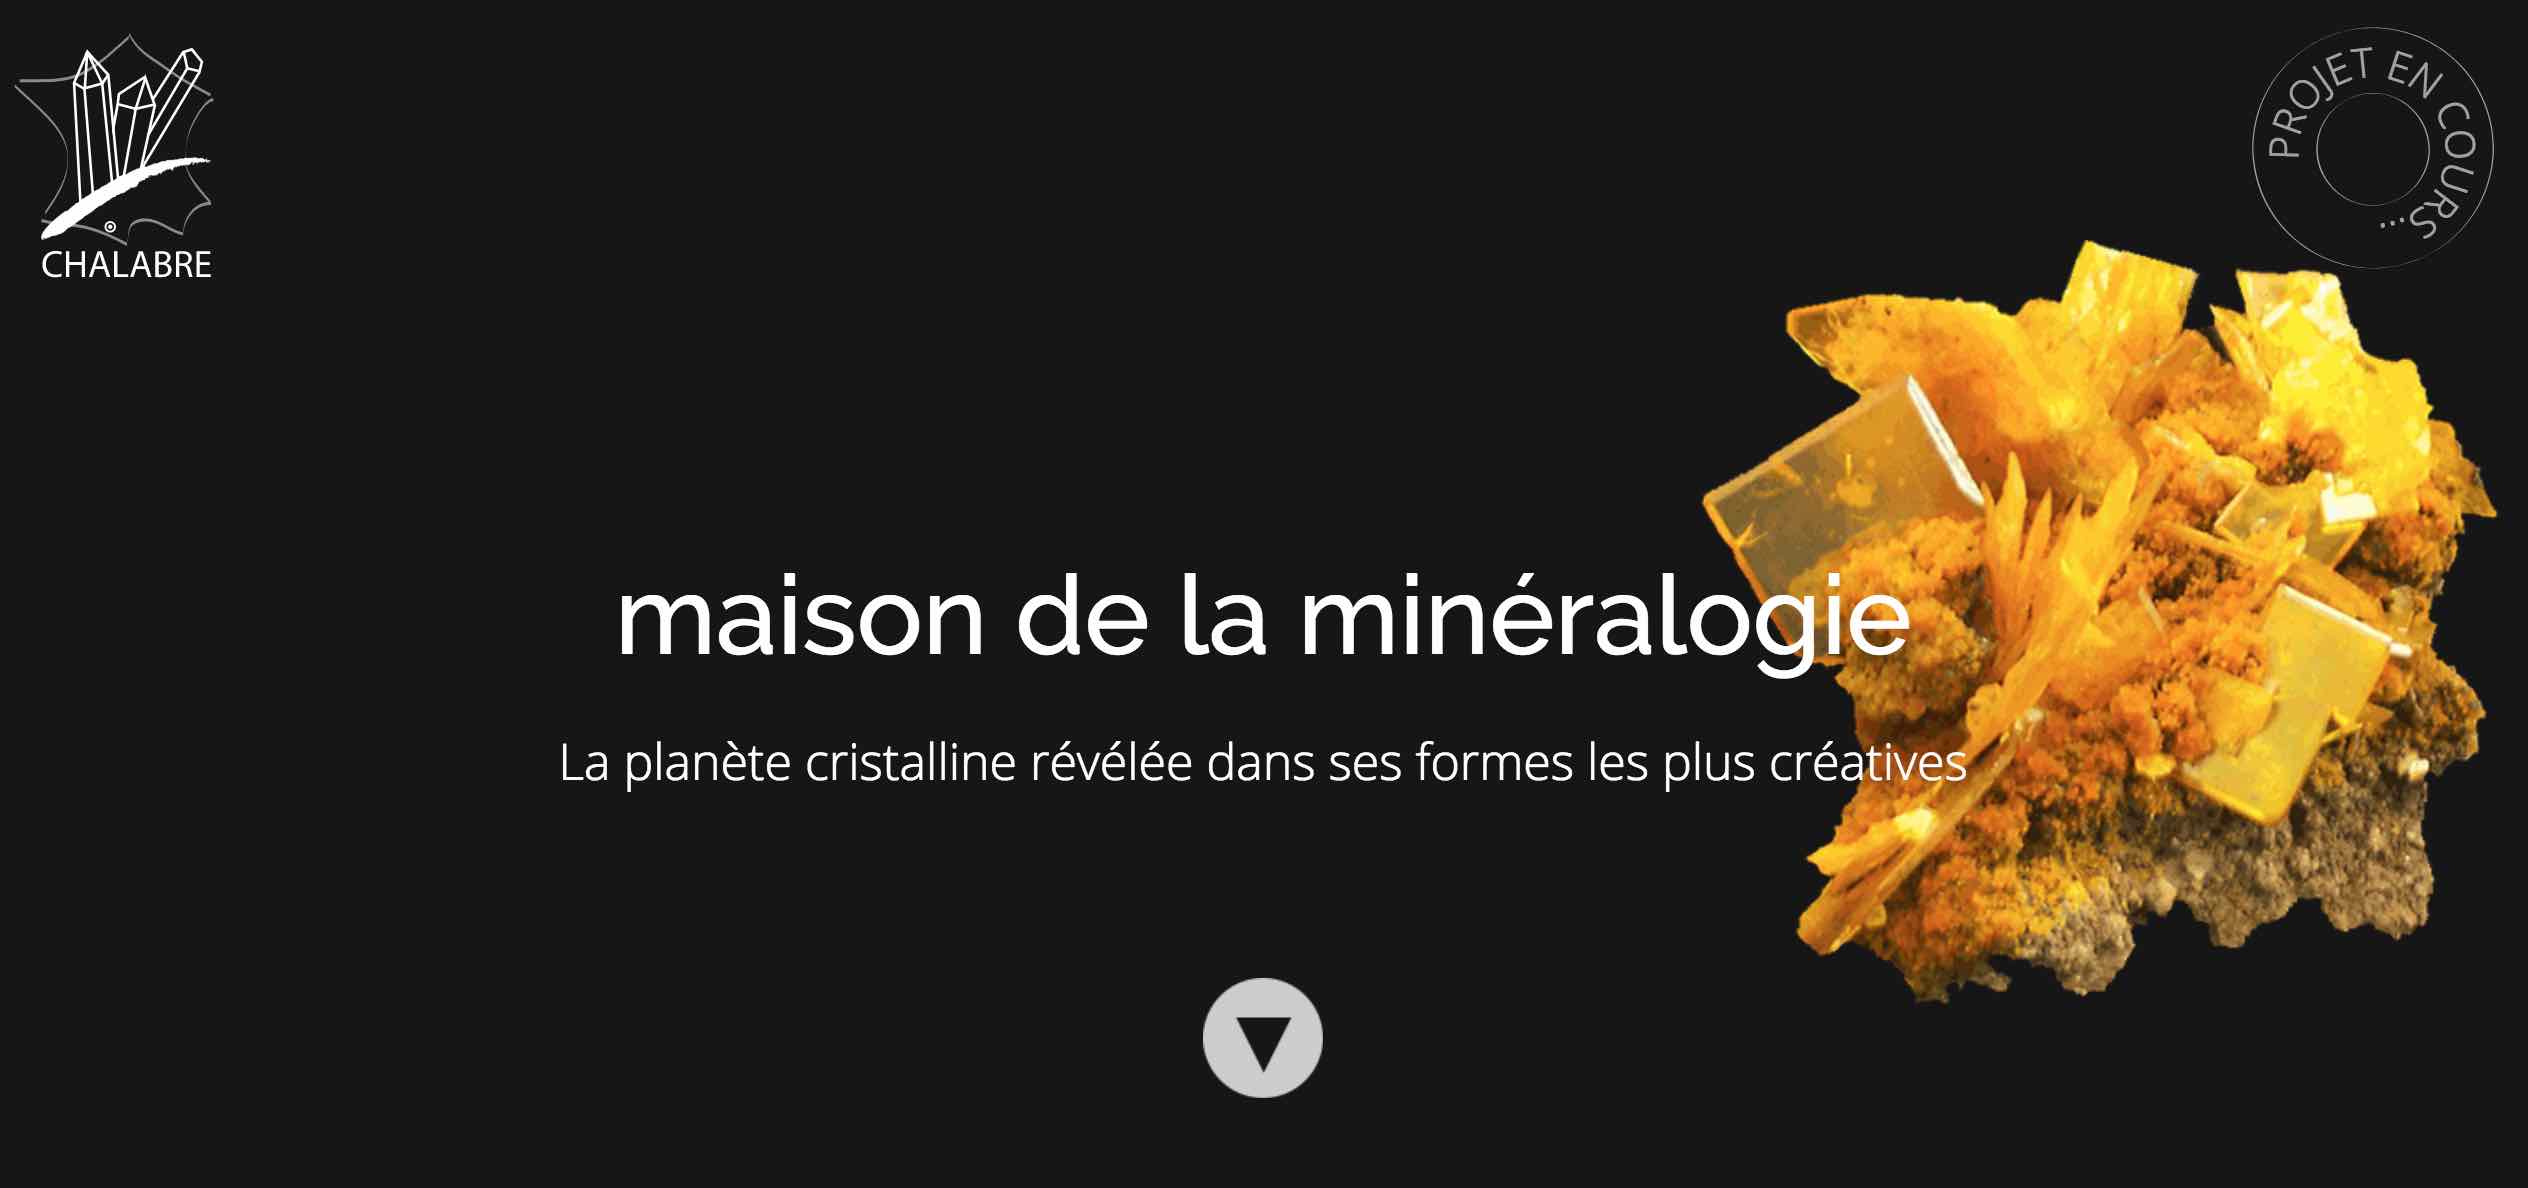 CHALABRE
PROJET EN COURS...
maison de la minéralogie
La planète cristalline révélée dans ses formes les plus créatives